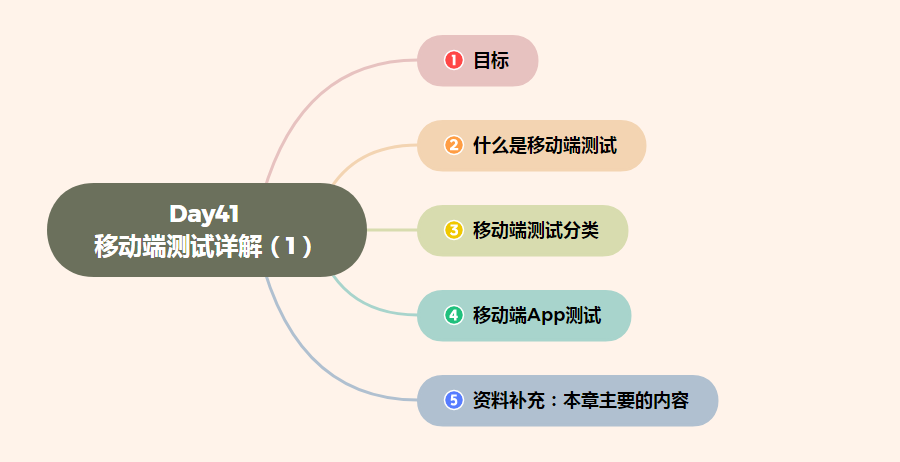 Day41
移动端测试详解（1）
1 目标
2 什么是移动端测试
3 移动端测试分类
4 移动端App测试
5 资料补充：本章主要的内容